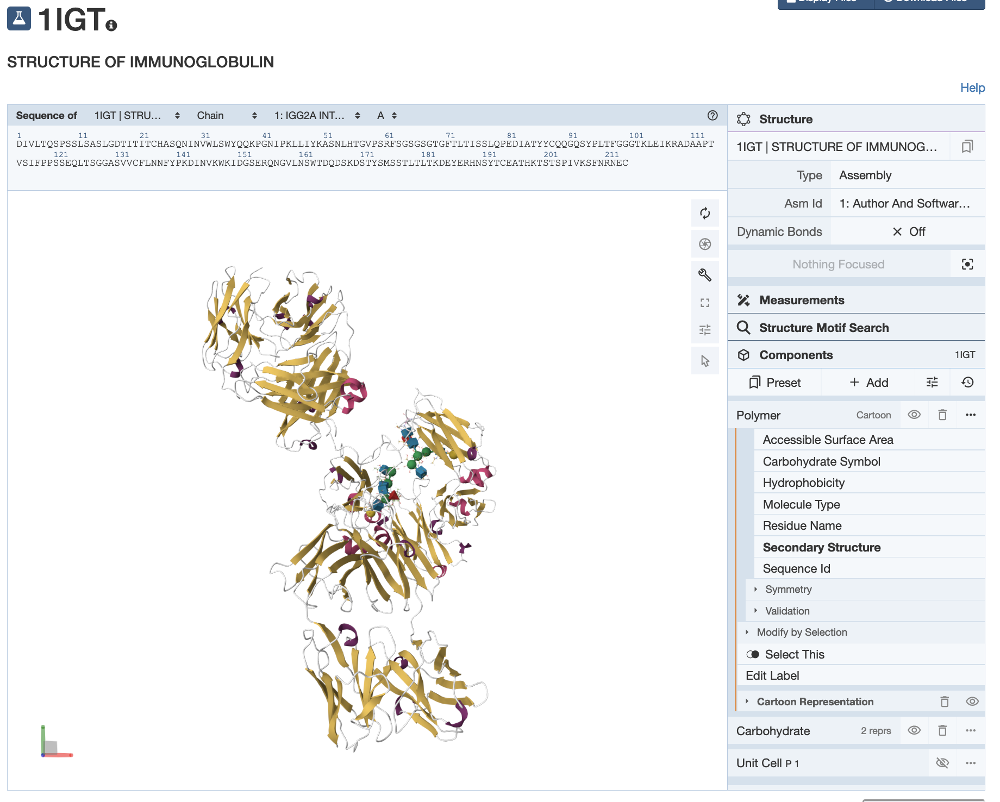 Display Files Download Files
1IGT
STRUCTURE OF IMMUNOGLOBULIN
Help
Sequence of 1IGT | STRU... Chain 1: IGG2A INT... A
1 11 21 31 41 51 61 71 81 91 101 111
DIVLTQSPSSLSASLGDTITITCHASQNINVWLSWYQQKPGNIPKLLIYKASNLHTGVPSRFSGSGSGTGFTLTISSLQPEDIATYYCQQGQSYPLTFGGGTKLEIKRADAAPT
121 131 141 151 161 171 181 191 201 211
VSIFPPSSEQLTSGGASVVCFLNNFYPKDINVKWKIDGSERQNGVLNSWTDQDSKDSTYSMSSTLTLTKDEYERHNSYTCEATHKTSTSPIVKSFNRNEC
Structure
1IGT | STRUCTURE OF IMMUNOG...
Type Assembly
Asm Id 1: Author And Softwar...
Dynamic Bonds Off
Nothing Focused
Measurements
Structure Motif Search
Components 1IGT
Preset + Add
Polymer Cartoon
Accessible Surface Area
Carbohydrate Symbol
Hydrophobicity
Molecule Type
Residue Name
Secondary Structure
Sequence Id
Symmetry
Validation
Modify by Selection
Select This
Edit Label
Cartoon Representation
Carbohydrate 2 reprs
Unit Cell P 1